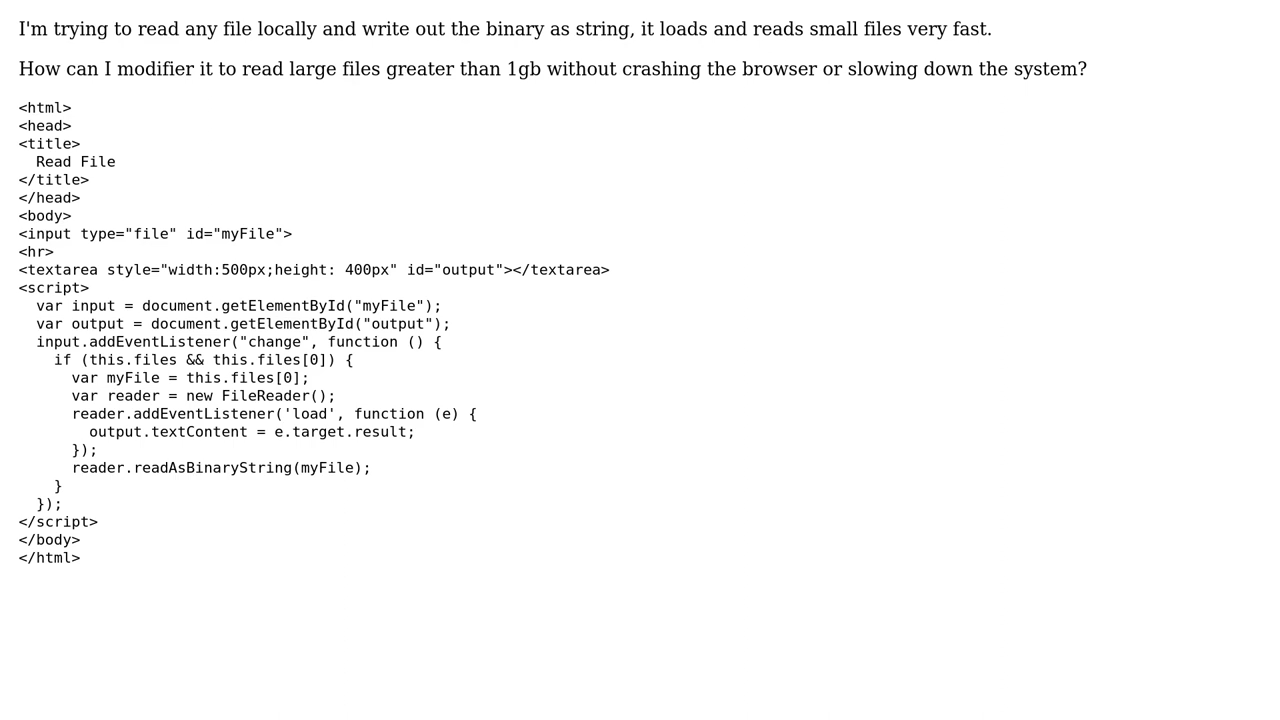 I'm trying to read any file locally and write out the binary as string, it loads and reads small files very fast.
How can I modifier it to read large files greater than 1gb without crashing the browser or slowing down the system?
<html>
<head>
<title>
  Read File
</title>
</head>
<body>
<input type="file" id="myFile">
<hr>
<textarea style="width:500px;height: 400px" id="output"></textarea>
<script>
  var input = document.getElementById("myFile");
  var output = document.getElementById("output");
  input.addEventListener("change", function () {
    if (this.files && this.files[0]) {
      var myFile = this.files[0];
      var reader = new FileReader();
      reader.addEventListener('load', function (e) {
        output.textContent = e.target.result;
      });
      reader.readAsBinaryString(myFile);
    }
  });
</script>
</body>
</html>